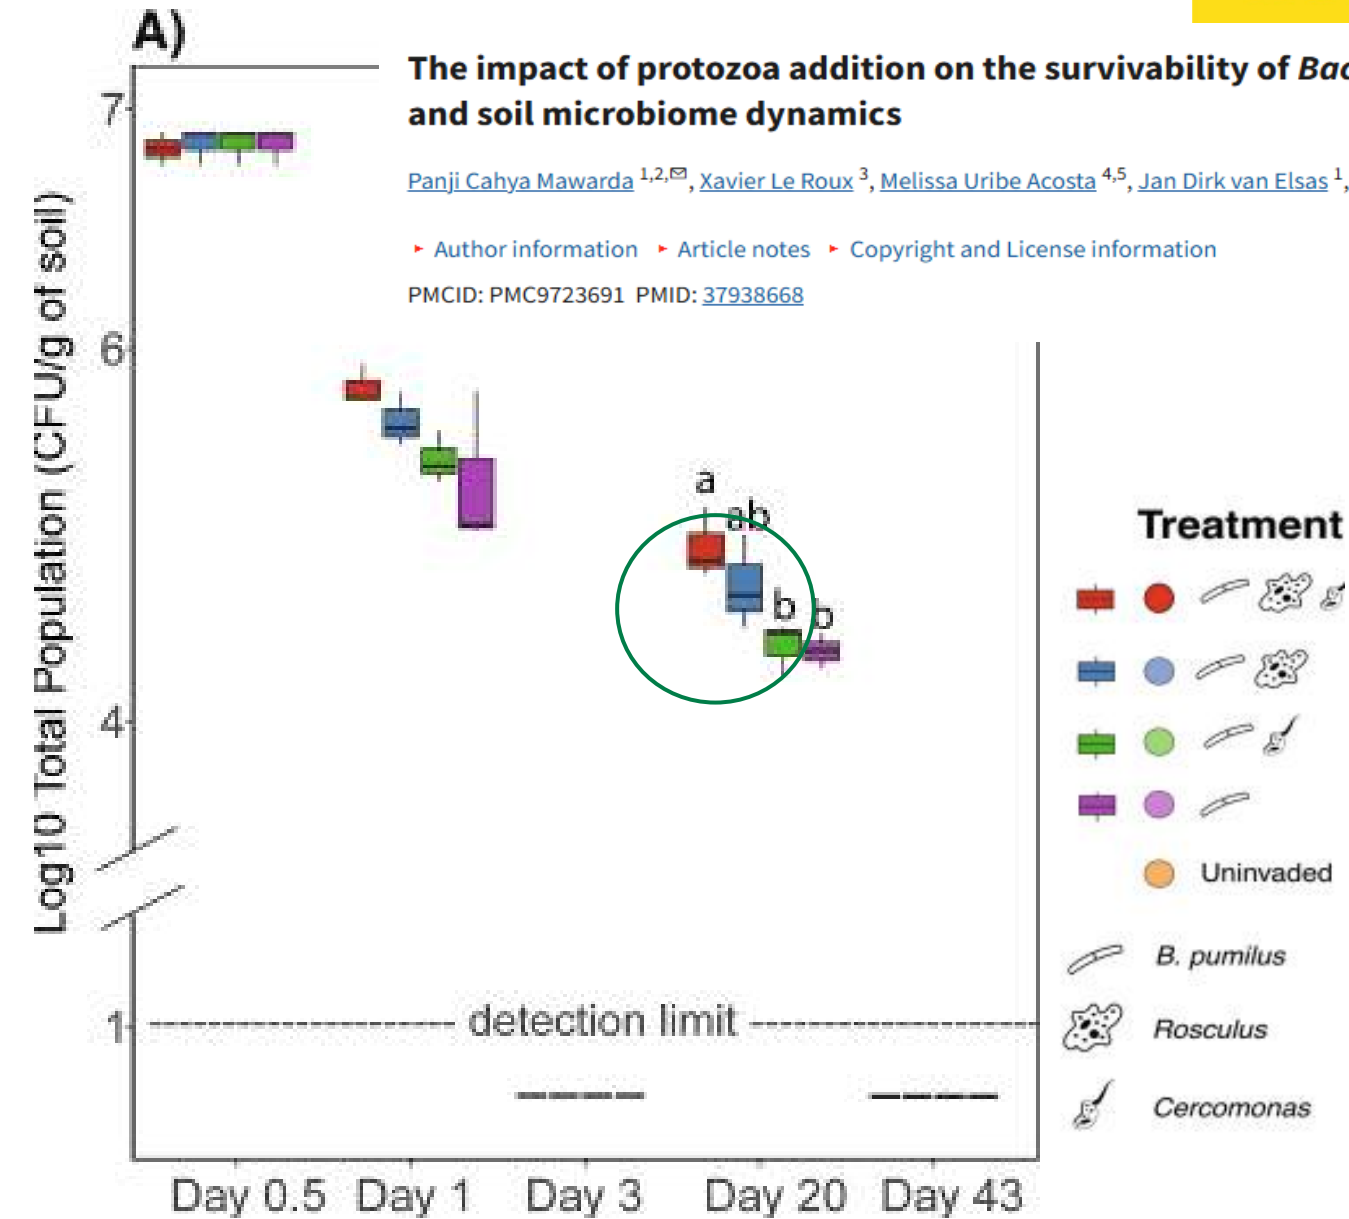 A)
The impact of protozoa addition on the survivability of
and soil microbiome dynamics
Panji Cahya Mawarda 1,2,✉, Xavier Le Roux 3, Melissa Uribe Acosta 4,5, Jan Dirk van Elsas 1,
► Author information ► Article notes ► Copyright and License information
PMCID: PMC9723691 PMID: 37938668
Log10 Total Population (CFU/g of soil)
7
6
4
1
a
ab
b
b
detection limit
Day 0.5 Day 1 Day 3 Day 20 Day 43
Treatment
Uninvaded
B. pumilus
Rosculus
Cercomonas